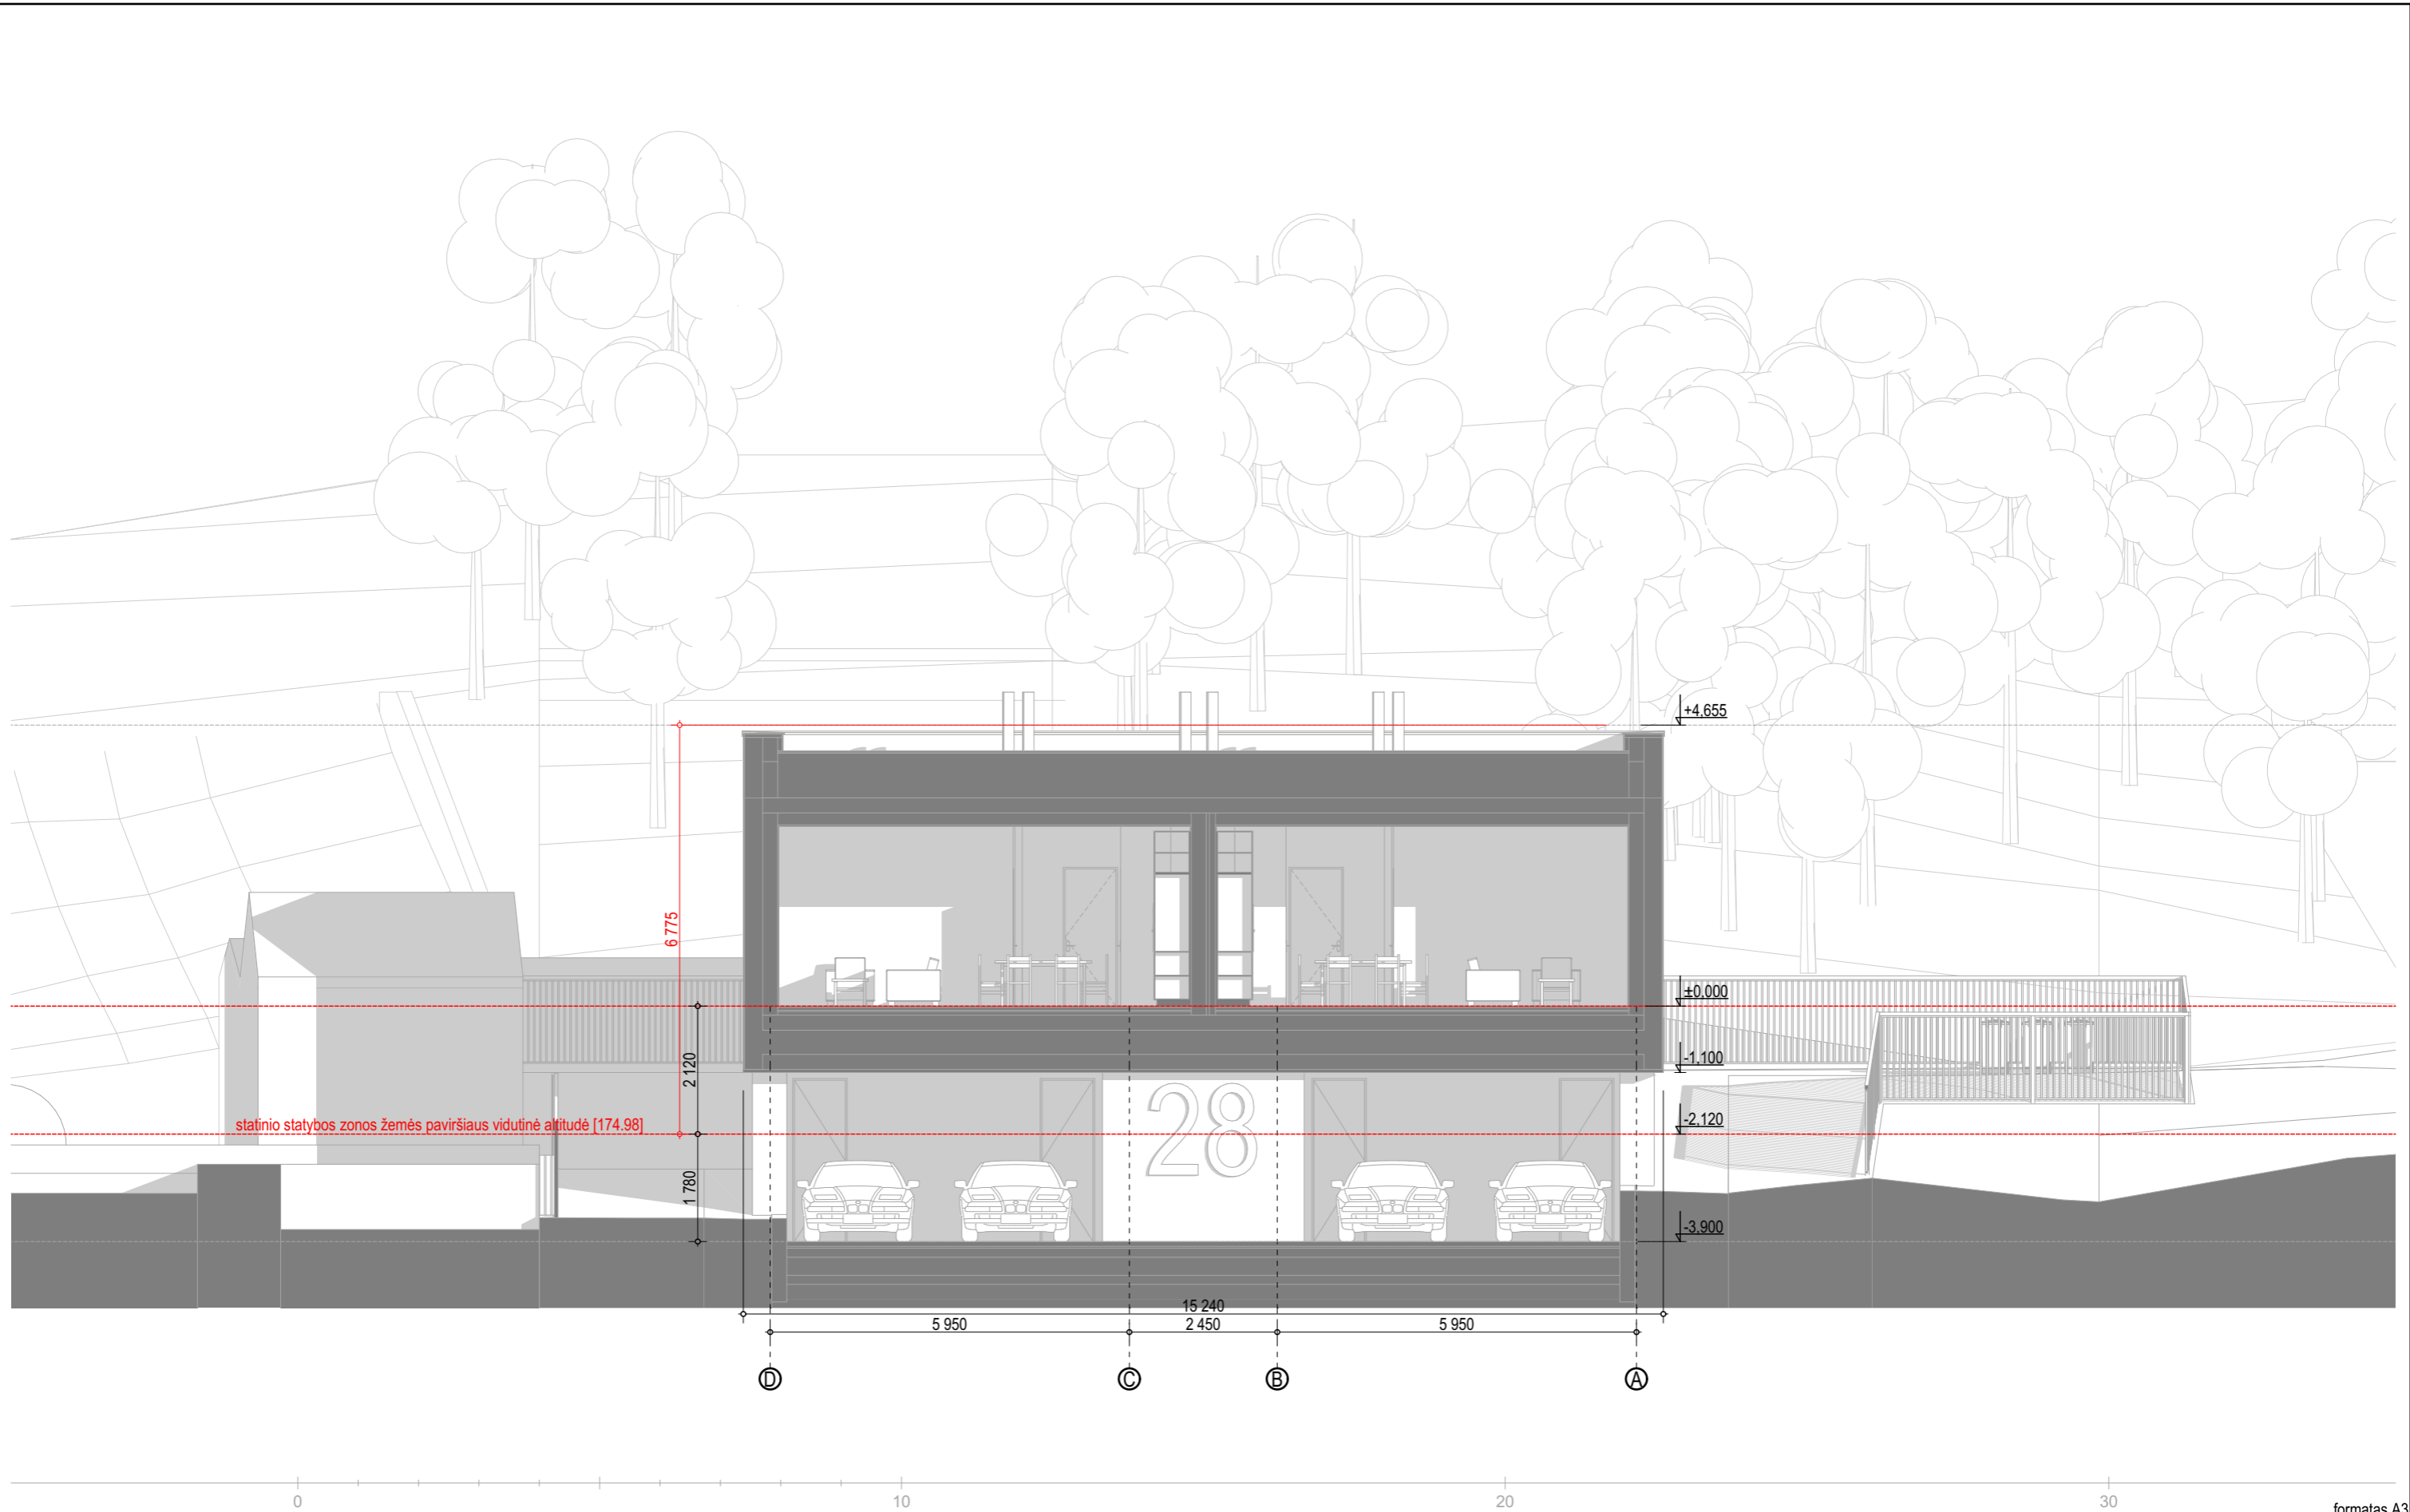 +4,655
6 775
±0,000
2 120
-1,100
28
statinio statybos zonos žemės paviršiaus vidutinė altitudė [174.98]
-2,120
1 780
-3,900
15 240
5 950
2 450
5 950
D
C
B
A
0
10
20
30
formatas A3